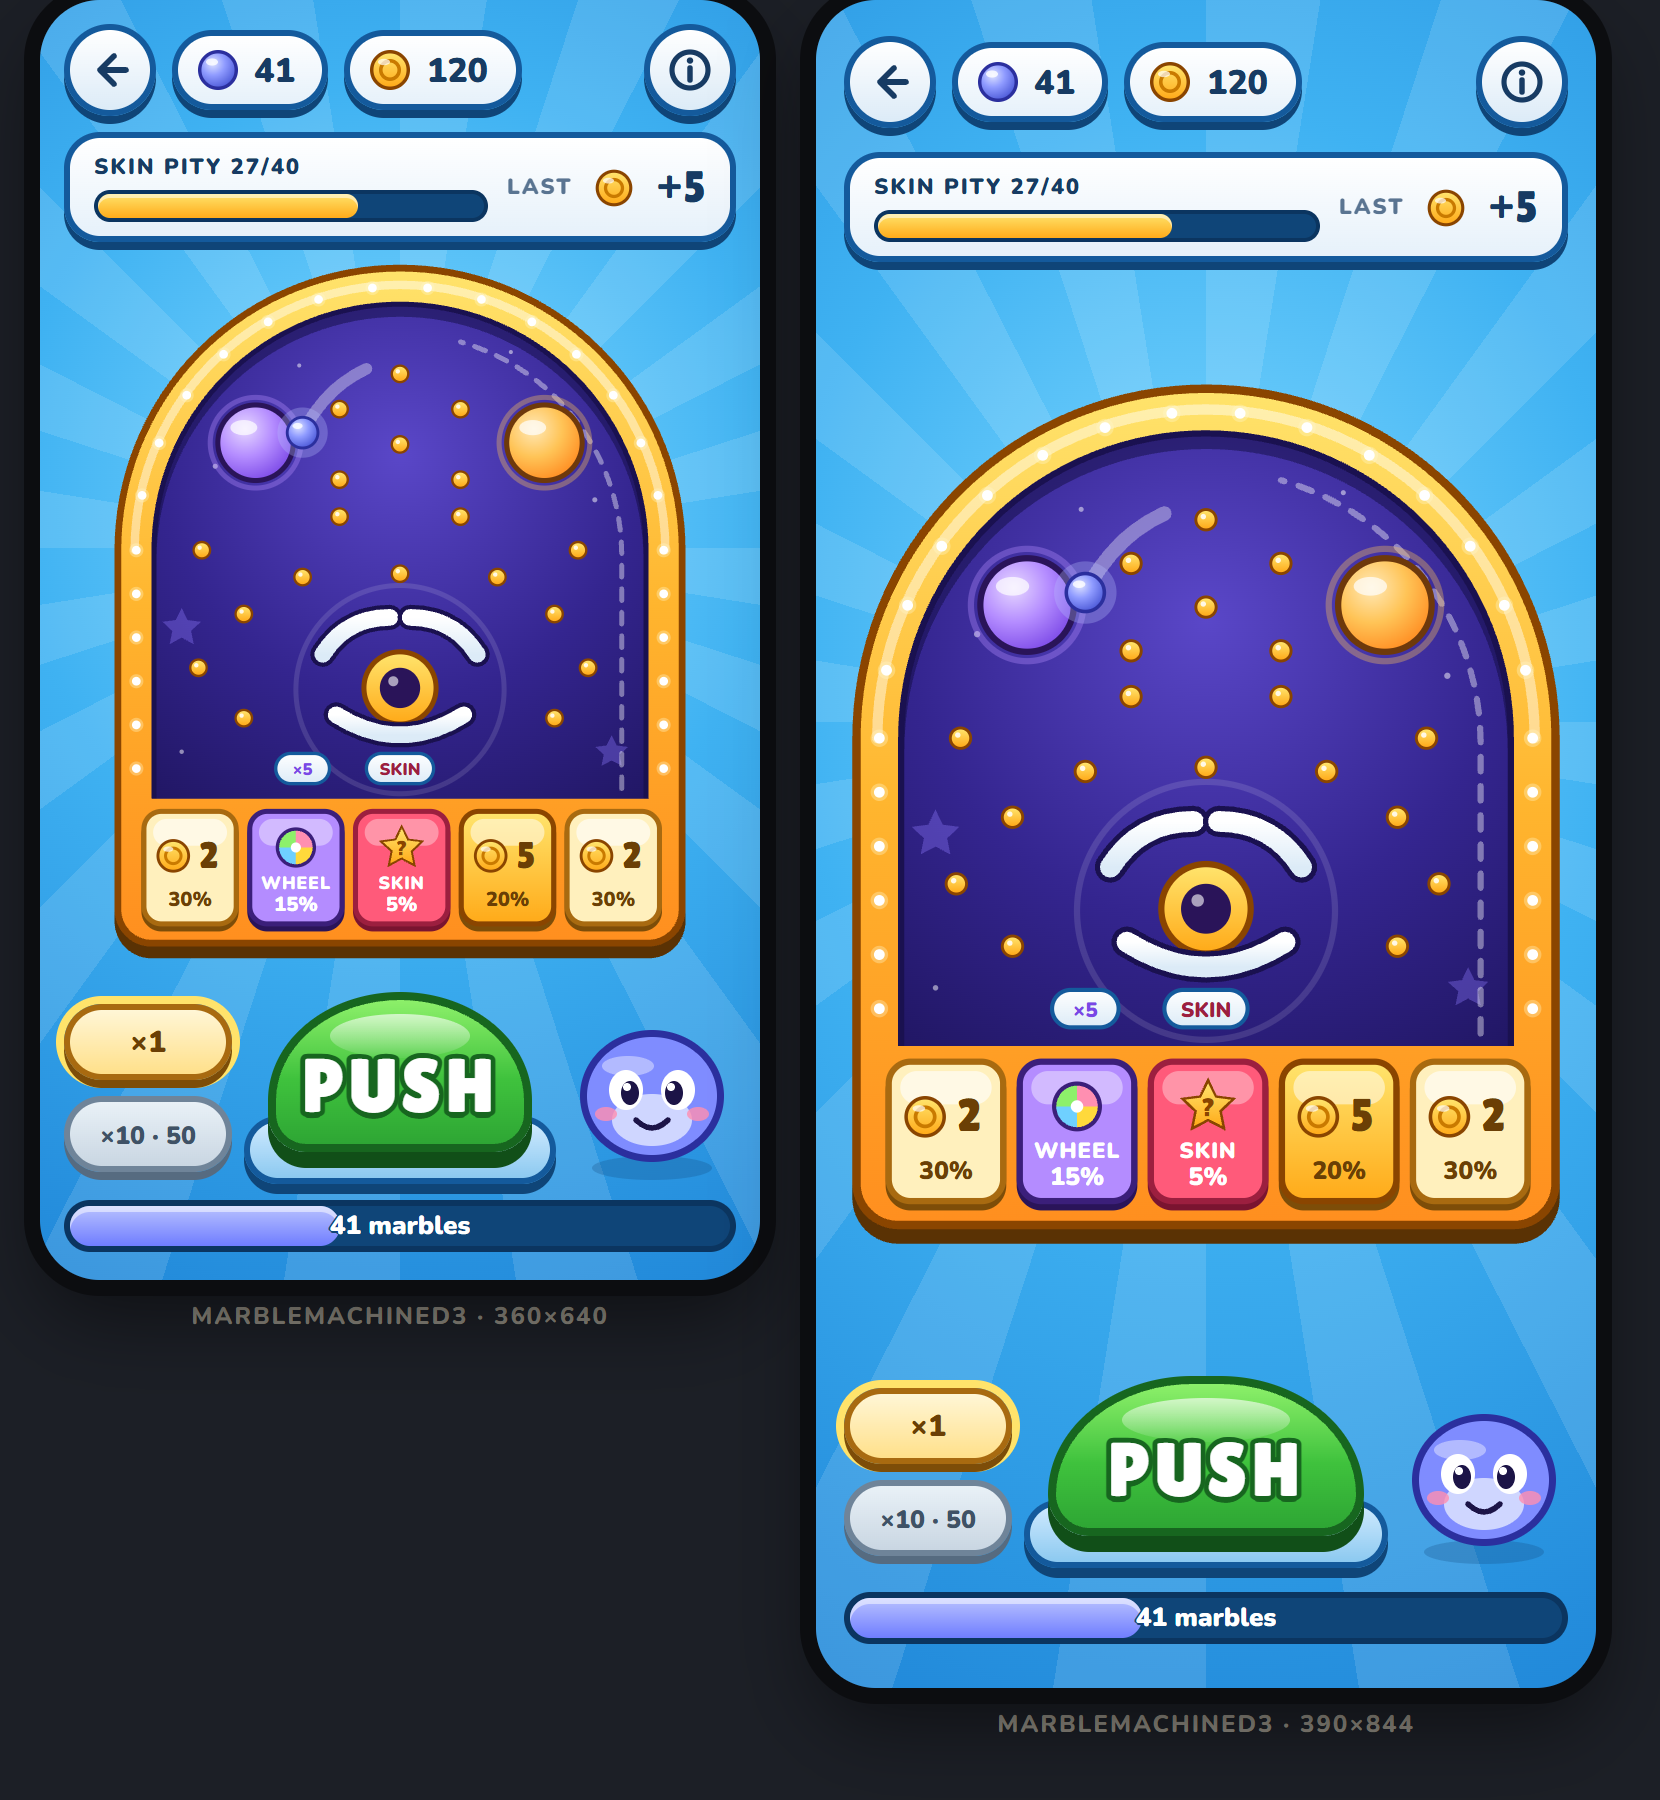 41
120
SKIN PITY 27/40
LAST
+5
×5
SKIN
2
30%
WHEEL
15%
?
SKIN
5%
5
20%
2
30%
×1
PUSH
×10 · 50
41 marbles
MARBLEMACHINED3 · 360×640
41
120
SKIN PITY 27/40
LAST
+5
×5
SKIN
2
30%
WHEEL
15%
?
SKIN
5%
5
20%
2
30%
×1
PUSH
×10 · 50
41 marbles
MARBLEMACHINED3 · 390×844